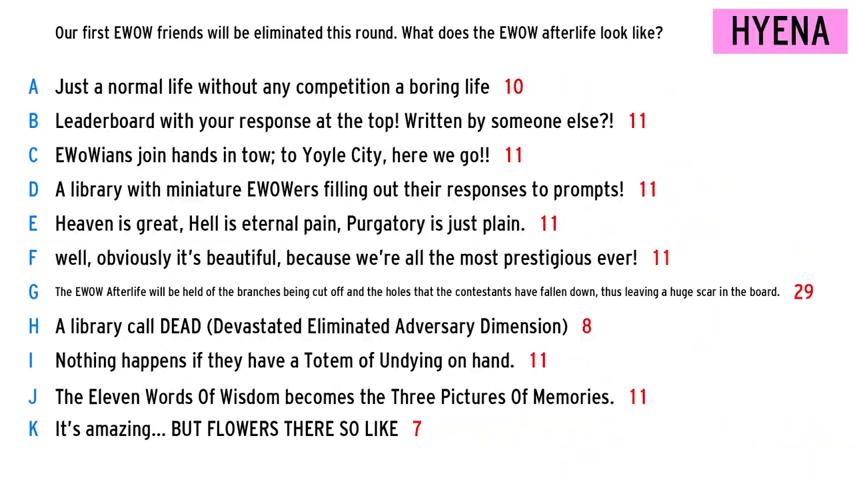 Our first EWOW friends will be eliminated this round. What does the EWOW afterlife look like?
HYENA
A Just a normal life without any competition a boring life 10
B Leaderboard with your response at the top! Written by someone else?! 11
C EWoWians join hands in tow; to Yoyle City, here we go!! 11
D A library with miniature EWOWers filling out their responses to prompts! 11
E Heaven is great, Hell is eternal pain, Purgatory is just plain. 11
F well, obviously it's beautiful, because we're all the most prestigious ever! 11
G The EWOW Afterlife will be held of the branches being cut off and the holes that the contestants have fallen down, thus leaving a huge scar in the board. 29
H A library call DEAD (Devastated Eliminated Adversary Dimension) 8
I Nothing happens if they have a Totem of Undying on hand. 11
J The Eleven Words Of Wisdom becomes the Three Pictures Of Memories. 11
K It's amazing... BUT FLOWERS THERE SO LIKE 7